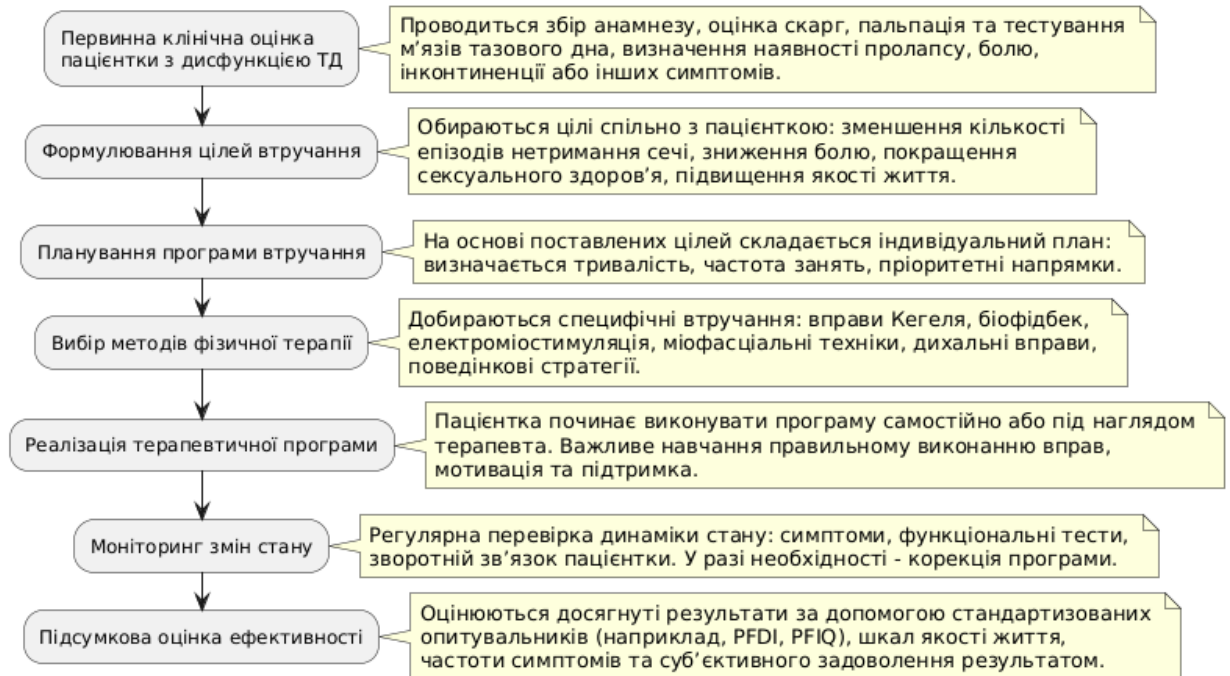 Первинна клінічна оцінка
пацієнтки з дисфункцією ТД
Проводиться збір анамнезу, оцінка скарг, пальпація та тестування
м’язів тазового дна, визначення наявності пролапсу, болю,
інконтиненції або інших симптомів.
Формулювання цілей втручання
Обираються цілі спільно з пацієнткою: зменшення кількості
епізодів нетримання сечі, зниження болю, покращення
сексуального здоров’я, підвищення якості життя.
Планування програми втручання
На основі поставлених цілей складається індивідуальний план:
визначається тривалість, частота занять, пріоритетні напрямки.
Вибір методів фізичної терапії
Добираються специфічні втручання: вправи Кегеля, біофідбек,
електроміостимуляція, міофасціальні техніки, дихальні вправи,
поведінкові стратегії.
Реалізація терапевтичної програми
Пацієнтка починає виконувати програму самостійно або під наглядом
терапевта. Важливе навчання правильному виконанню вправ,
мотивація та підтримка.
Моніторинг змін стану
Регулярна перевірка динаміки стану: симптоми, функціональні тести,
зворотній зв’язок пацієнтки. У разі необхідності - корекція програми.
Підсумкова оцінка ефективності
Оцінюються досягнуті результати за допомогою стандартизованих
опитувальників (наприклад, PFDI, PFIQ), шкал якості життя,
частоти симптомів та суб’єктивного задоволення результатом.